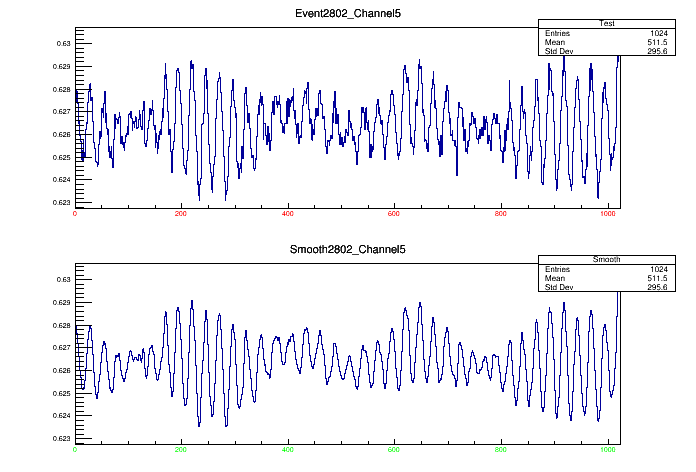 Event2802_Channel5
Test
Entries 1024
Mean 511.5
Std Dev 295.6
0.63
0.629
0.628
0.627
0.626
0.625
0.624
0.623
0 200 400 600 800 1000
Smooth2802_Channel5
Smooth
Entries 1024
Mean 511.5
Std Dev 295.6
0.63
0.629
0.628
0.627
0.626
0.625
0.624
0.623
0 200 400 600 800 1000